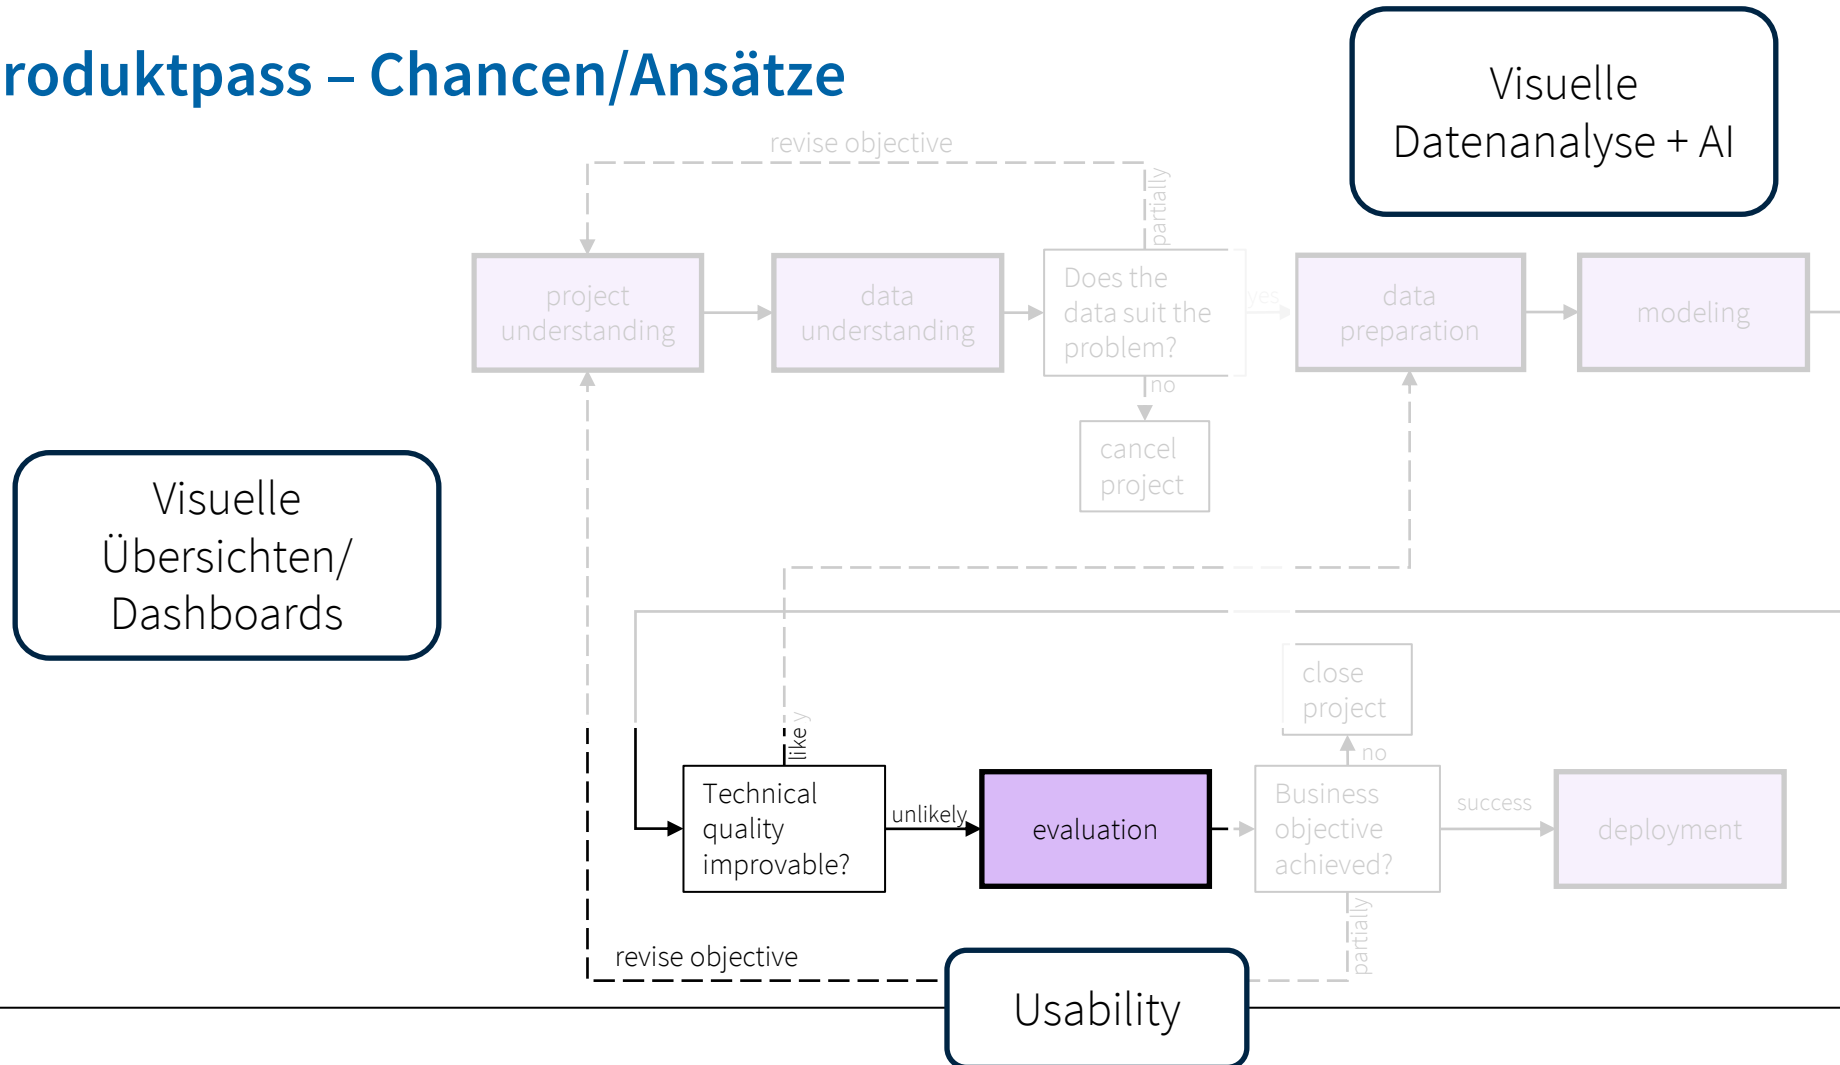 roduktpass – Chancen/Ansätze
Visuelle
Datenanalyse + AI
revise objective
partially
project
understanding
data
understanding
Does the
data suit the
problem?
yes
data
preparation
modeling
no
cancel
project
Visuelle
Übersichten/
Dashboards
close
project
likely
no
Technical
quality
improvable?
unlikely
evaluation
Business
objective
achieved?
success
deployment
partially
revise objective
Usability